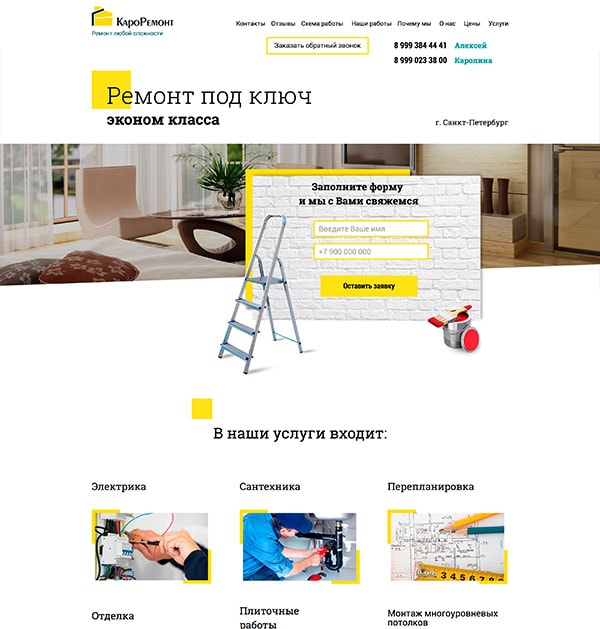 КароРемонт
Ремонт любой сложности
Контакты Отзывы Схема работы Наши работы Почему мы О нас Цены Услуги
Заказать обратный звонок
8 999 384 44 41 Алексей
8 999 023 38 00 Каролина
Ремонт под ключ
эконом класса
г. Санкт-Петербург
Заполните форму
и мы с Вами свяжемся
Введите Ваше имя
+7 900 000 000
Оставить заявку
В наши услуги входит:
Электрика
Сантехника
Перепланировка
Отделка
Плиточные
работы
Монтаж многоуровневых
потолков